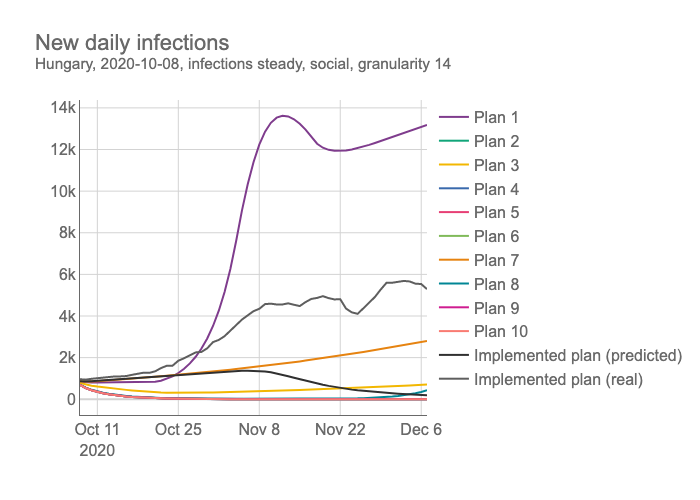 New daily infections
Hungary, 2020-10-08, infections steady, social, granularity 14
14k
12k
10k
8k
6k
4k
2k
0
Oct 11
2020
Oct 25
Nov 8
Nov 22
Dec 6
Plan 1
Plan 2
Plan 3
Plan 4
Plan 5
Plan 6
Plan 7
Plan 8
Plan 9
Plan 10
Implemented plan (predicted)
Implemented plan (real)